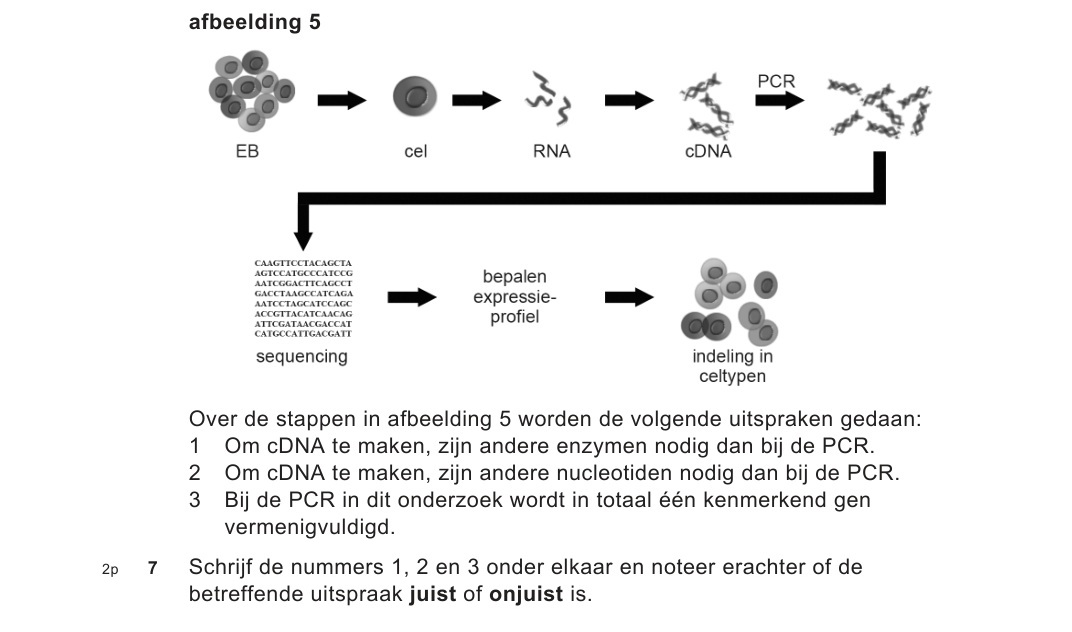 afbeelding 5
PCR
EB
cel
RNA
cDNA
CAAGTTCCTACAGCTA
AGTCCATGCCCATCCG
AATCGGACTTCAGCCT
GACCTAAGCCATCAGA
AATCCTAGCATCCAGC
ACCGTTACATCAACAG
ATTCGATAACGACCAT
CATGCCATTGACGATT
sequencing
bepalen
expressie-
profiel
indeling in
celtypen
Over de stappen in afbeelding 5 worden de volgende uitspraken gedaan:
1 Om cDNA te maken, zijn andere enzymen nodig dan bij de PCR.
2 Om cDNA te maken, zijn andere nucleotiden nodig dan bij de PCR.
3 Bij de PCR in dit onderzoek wordt in totaal één kenmerkend gen
vermenigvuldigd.
2p 7 Schrijf de nummers 1, 2 en 3 onder elkaar en noteer erachter of de
betreffende uitspraak juist of onjuist is.